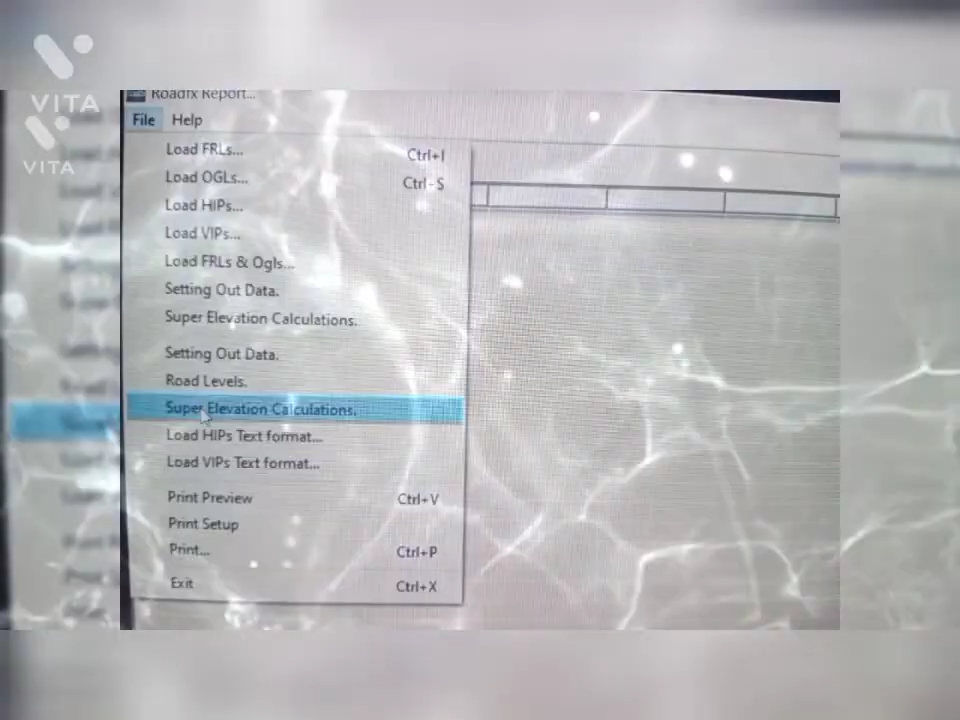 VITA
VITA
Roadfx Report...
File Help
Load FRLs... Ctrl+I
Load OGLs... Ctrl-S
Load HIPs...
Load VIPs...
Load FRLs & Ogls...
Setting Out Data.
Super Elevation Calculations.
Setting Out Data.
Road Levels.
Super Elevation Calculations.
Load HIPs Text format...
Load VIPs Text format...
Print Preview Ctrl+V
Print Setup
Print... Ctrl+P
Exit Ctrl+X